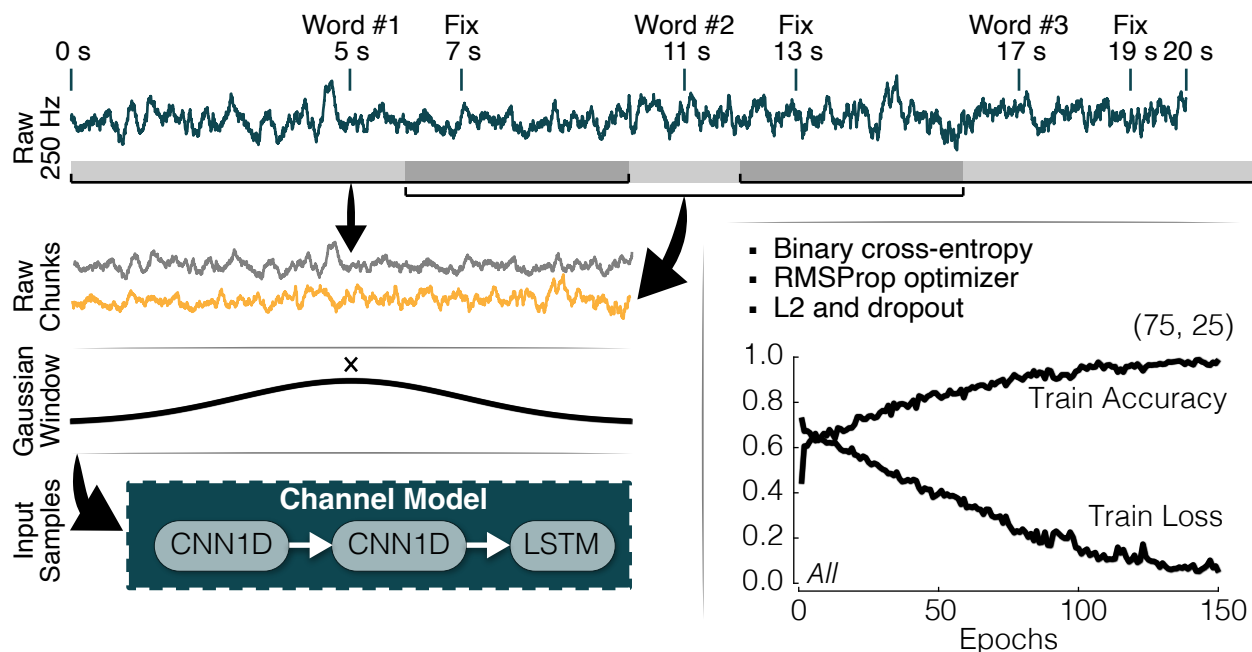 Word #1 Fix Word #2 Fix Word #3 Fix
0 s 5 s 7 s 11 s 13 s 17 s 19 s 20 s
Raw
250 Hz
Raw
Chunks
▪ Binary cross-entropy
▪ RMSProp optimizer
▪ L2 and dropout
Gaussian
Window
×
Input
Samples
Channel Model
CNN1D CNN1D LSTM
(75, 25)
1.0
0.8
0.6
0.4
0.2
0.0
Train Accuracy
Train Loss
All
0 50 100 150
Epochs